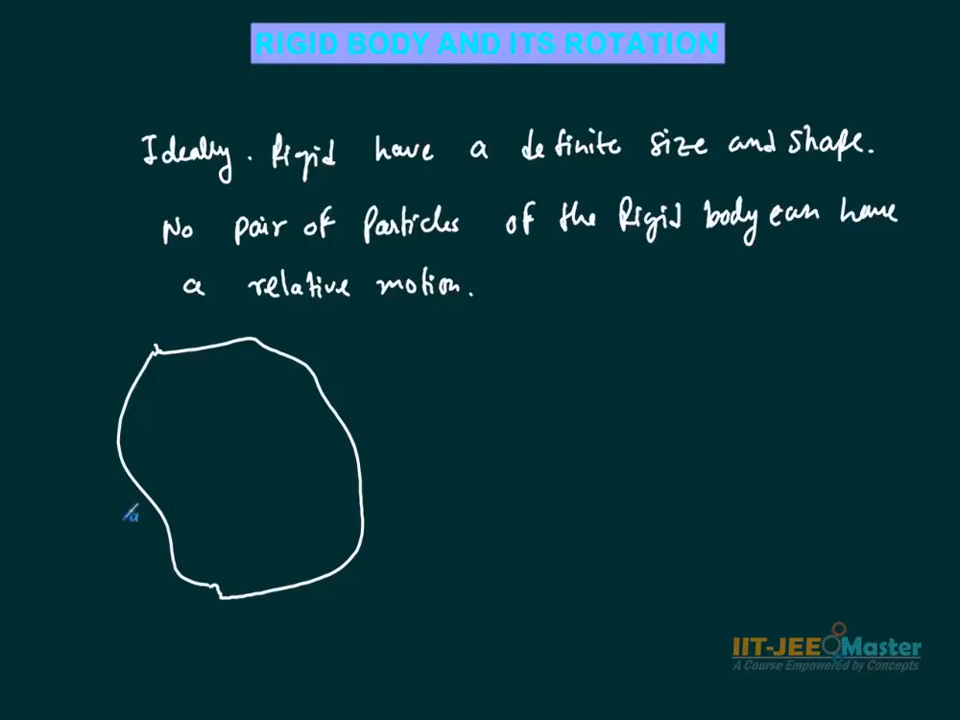 RIGID BODY AND ITS ROTATION
Ideally. Rigid have a definite size and shape.
No pair of Particles of the Rigid body can have
a relative motion.
IIT-JEE Master
A Course Empowered by Concepts